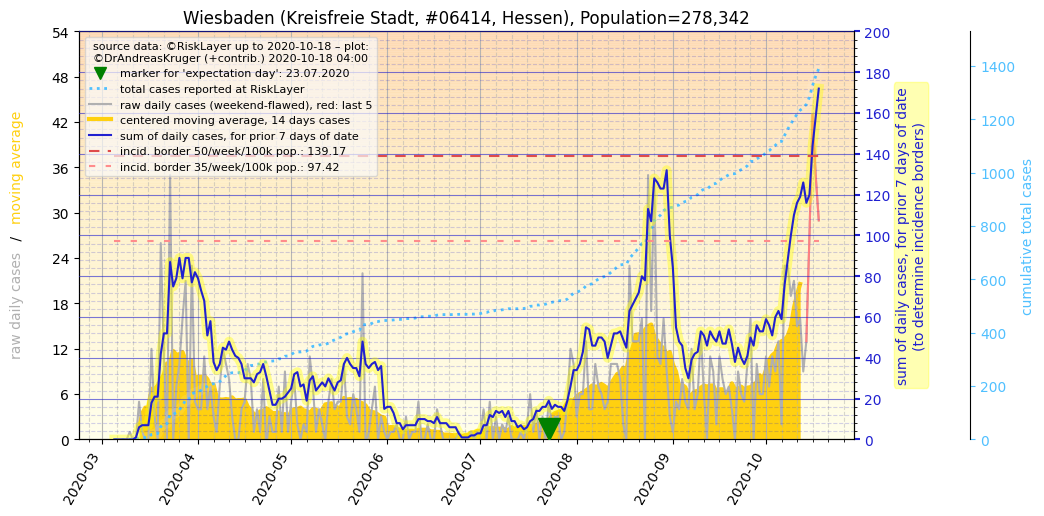 Wiesbaden (Kreisfreie Stadt, #06414, Hessen), Population=278,342
source data: ©RiskLayer up to 2020-10-18 – plot:
©DrAndreasKruger (+contrib.) 2020-10-18 04:00
marker for 'expectation day': 23.07.2020
total cases reported at RiskLayer
raw daily cases (weekend-flawed), red: last 5
centered moving average, 14 days cases
sum of daily cases, for prior 7 days of date
incid. border 50/week/100k pop.: 139.17
incid. border 35/week/100k pop.: 97.42
raw daily cases / moving average
54
48
42
36
30
24
18
12
6
0
2020-03
2020-04
2020-05
2020-06
2020-07
2020-08
2020-09
2020-10
200
180
160
140
120
100
80
60
40
20
0
sum of daily cases, for prior 7 days of date
(to determine incidence borders)
1400
1200
1000
800
600
400
200
0
cumulative total cases